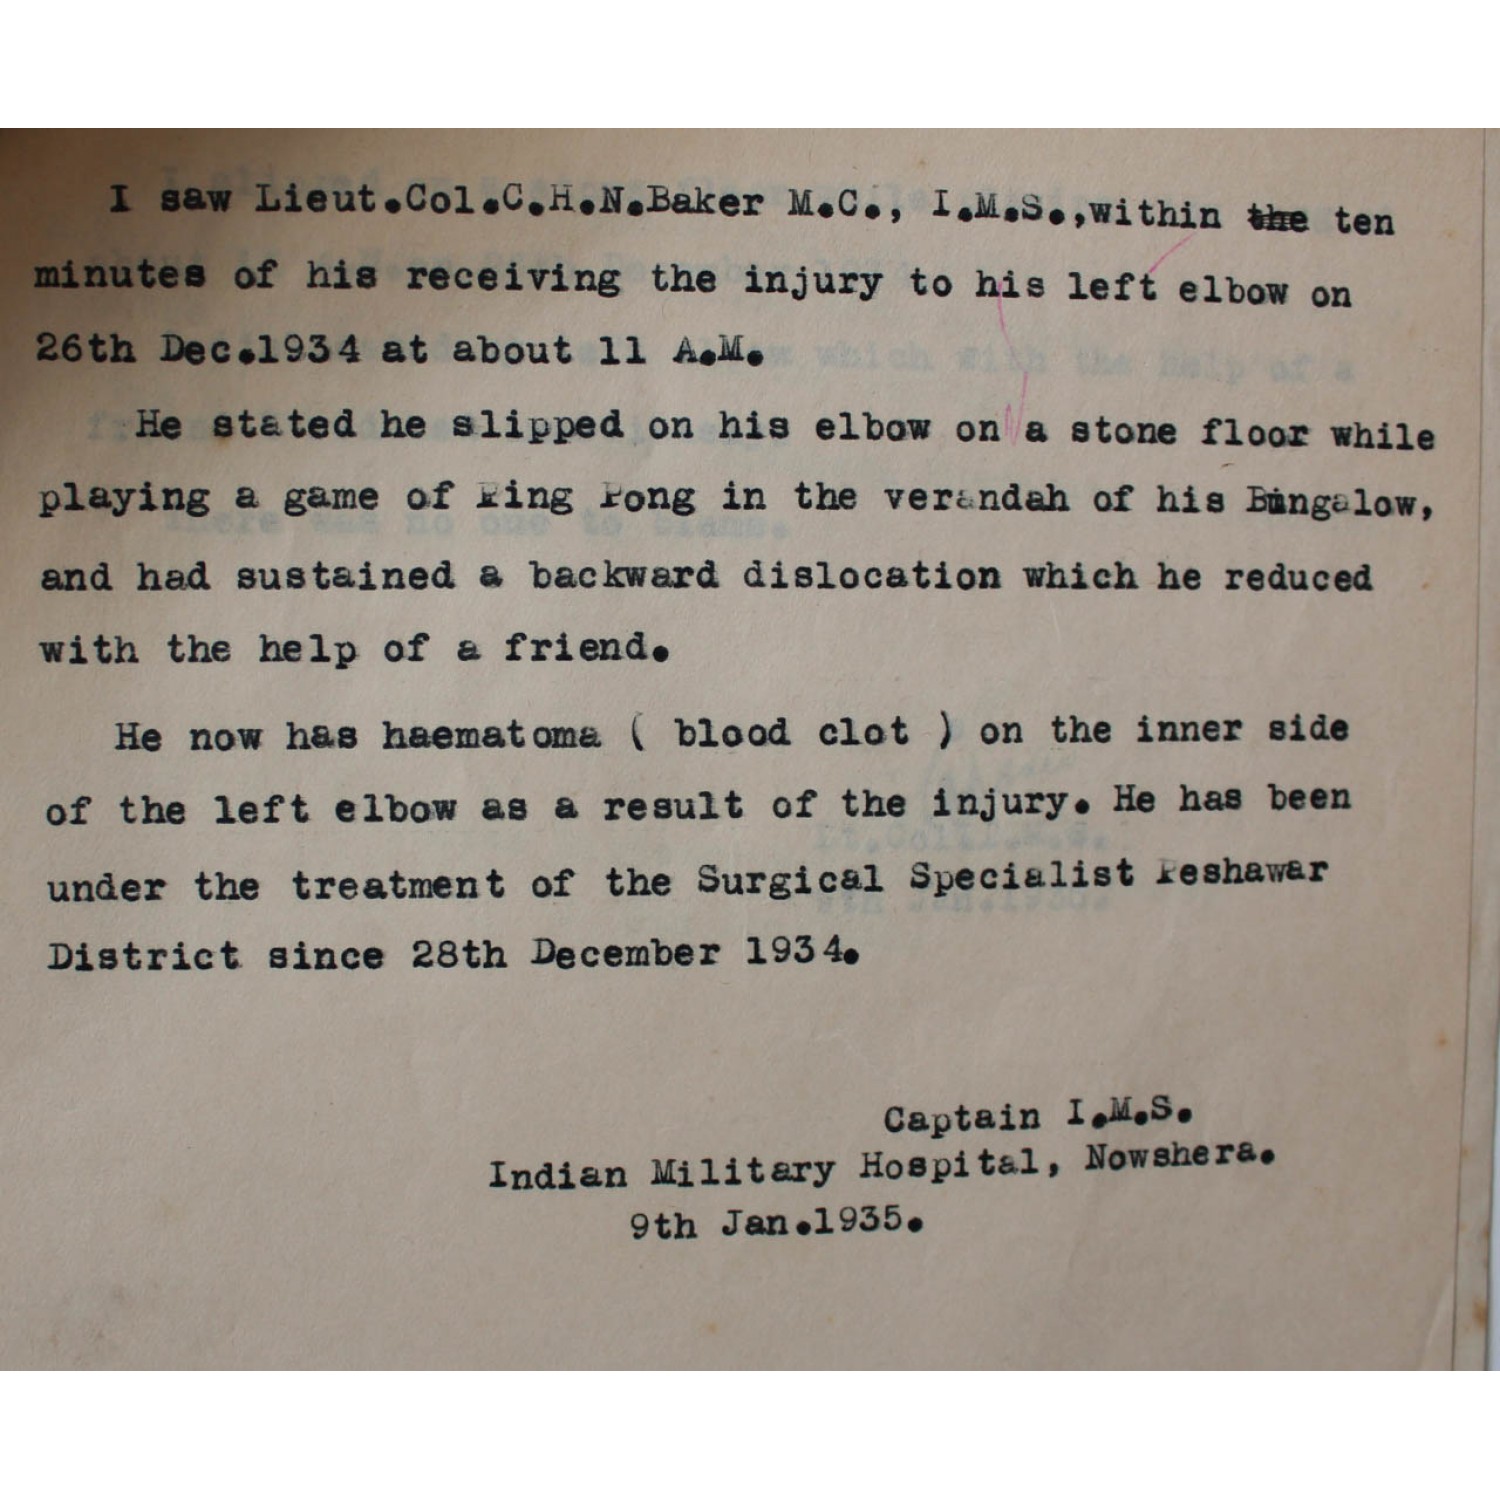 I saw Lieut.Col.C.H.N.Baker M.C., I.M.S.,within the ten
minutes of his receiving the injury to his left elbow on
26th Dec.1934 at about 11 A.M.
He stated he slipped on his elbow on a stone floor while
playing a game of Ping Pong in the verandah of his Bungalow,
and had sustained a backward dislocation which he reduced
with the help of a friend.
He now has haematoma ( blood clot ) on the inner side
of the left elbow as a result of the injury. He has been
under the treatment of the Surgical Specialist Peshawar
District since 28th December 1934.
Captain I.M.S.
Indian Military Hospital, Nowshera.
9th Jan.1935.